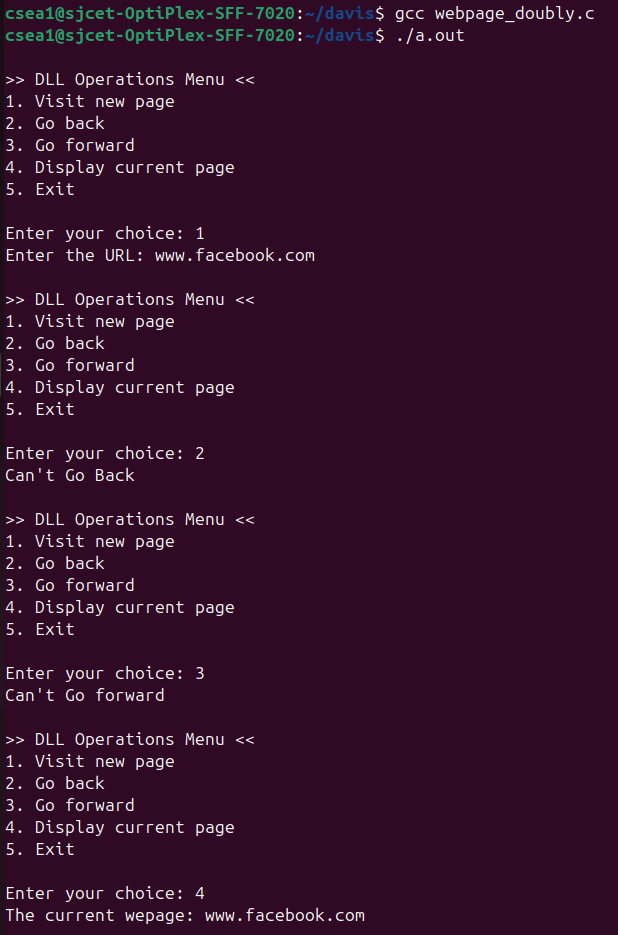 csea1@sjcet-OptiPlex-SFF-7020:~/davis$ gcc webpage_doubly.c
csea1@sjcet-OptiPlex-SFF-7020:~/davis$ ./a.out
>> DLL Operations Menu <<
1. Visit new page
2. Go back
3. Go forward
4. Display current page
5. Exit
Enter your choice: 1
Enter the URL: www.facebook.com
>> DLL Operations Menu <<
1. Visit new page
2. Go back
3. Go forward
4. Display current page
5. Exit
Enter your choice: 2
Can't Go Back
>> DLL Operations Menu <<
1. Visit new page
2. Go back
3. Go forward
4. Display current page
5. Exit
Enter your choice: 3
Can't Go forward
>> DLL Operations Menu <<
1. Visit new page
2. Go back
3. Go forward
4. Display current page
5. Exit
Enter your choice: 4
The current wepage: www.facebook.com